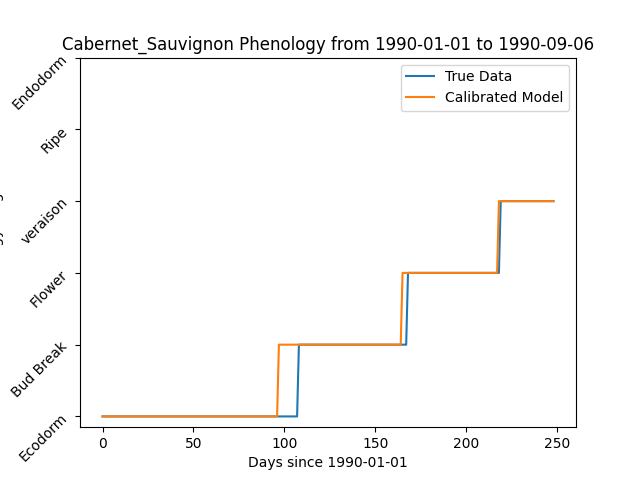 Cabernet_Sauvignon Phenology from 1990-01-01 to 1990-09-06
True Data
Calibrated Model
Endodorm
Ripe
veraison
Flower
Bud Break
Ecodorm
0 50 100 150 200 250
Days since 1990-01-01